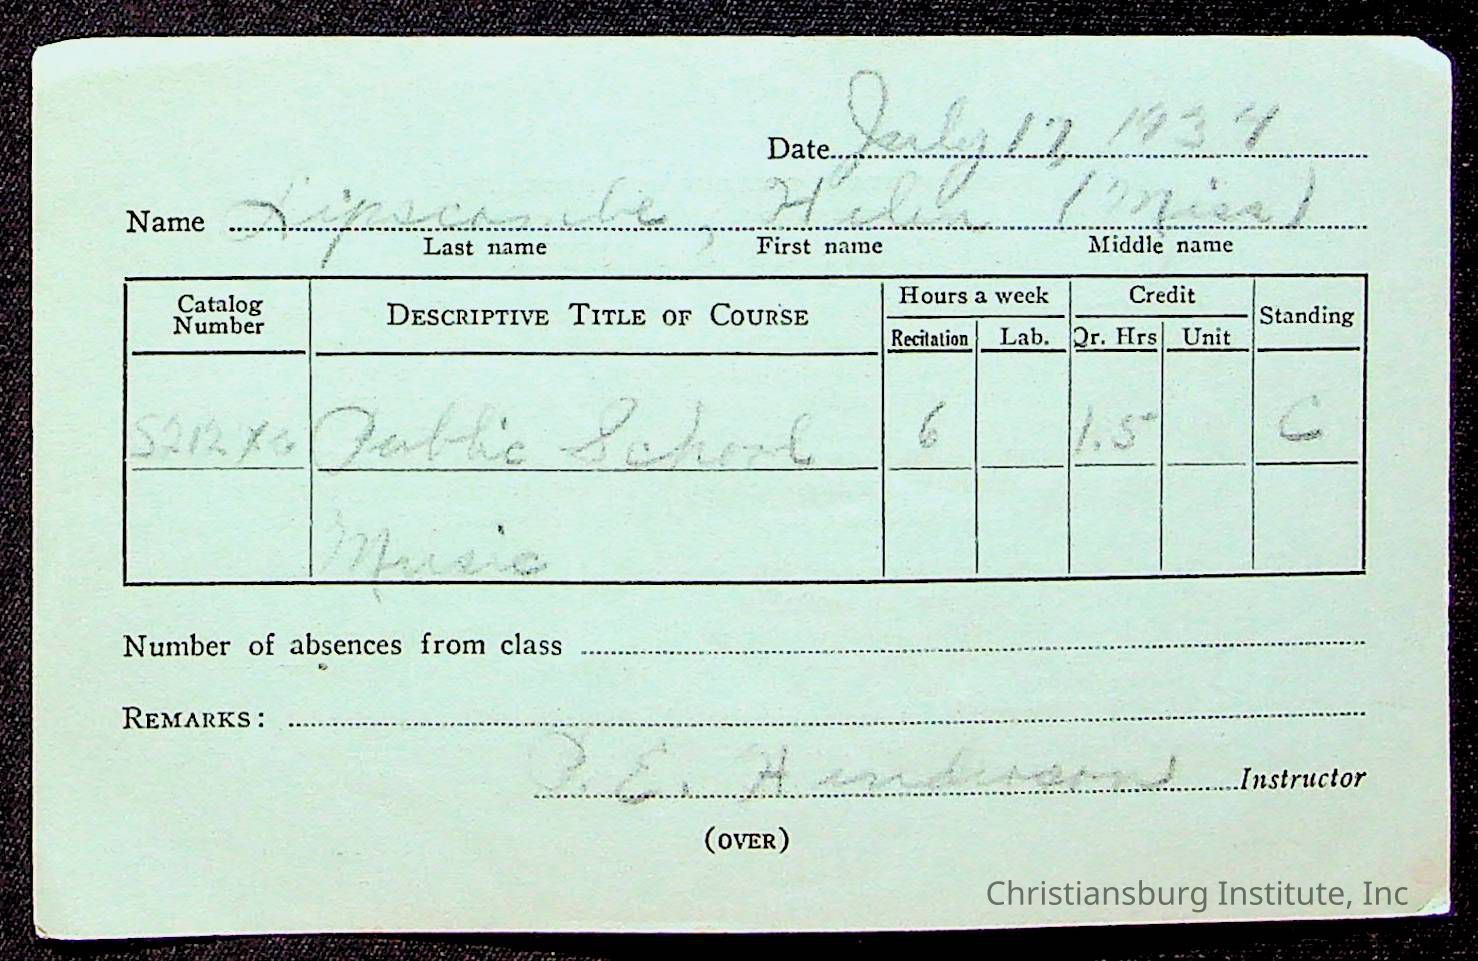 Date July 17, 1934
Name Lipscombe, Helen (Miss)
Last name First name Middle name
Catalog Number DESCRIPTIVE TITLE OF COURSE Hours a week Credit Standing
Recitation Lab. Qr. Hrs Unit
Public School 6 1.5 C
Music
Number of absences from class
REMARKS:
E. Henderson Instructor
(OVER)
Christiansburg Institute, Inc